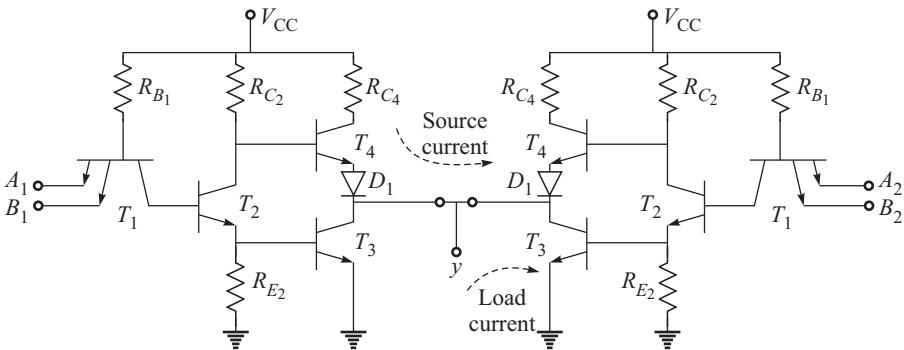 V_CC
V_CC
R_B1
R_C2
R_C4
R_C4
R_C2
R_B1
Source
current
T_4
T_4
A_1
B_1
D_1
D_1
A_2
B_2
T_1
T_2
T_2
T_1
T_3
T_3
y
R_E2
Load
current
R_E2